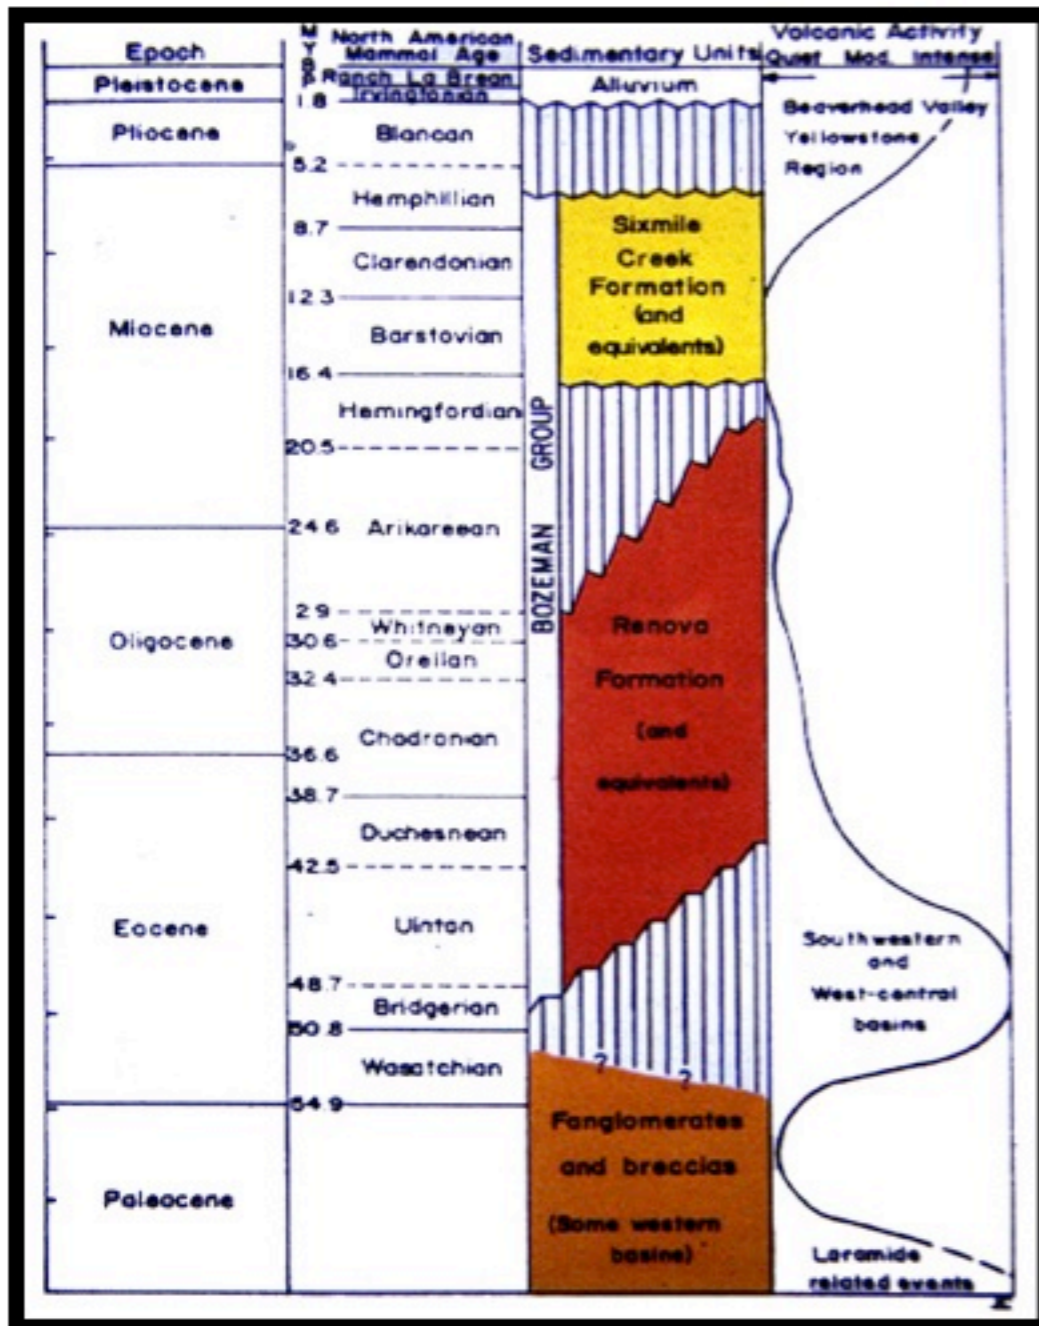 Epoch
M
Y
B
P
North American
Mammal Age
Sedimentary Units
Volcanic Activity
Quiet Mod. Intense
Pleistocene
Ranch La Brean
Irvingtonian
Alluvium
1.8
Pliocene
Blancan
Beaverhead Valley
Yellowstone
Region
5.2
Hemphillian
8.7
Clarendonian
12.3
Miocene
Barstovian
16.4
Hemingfordian
20.5
Arikareean
24.6
Sixmile
Creek
Formation
(and
equivalents)
BOZEMAN GROUP
29
Whitneyan
30.6
Oligocene
Orellan
32.4
Chadronian
36.6
38.7
Duchesnean
42.5
Renova
Formation
(and
equivalents)
Eocene
Uintan
48.7
Bridgerian
50.8
Wasatchian
54.9
Southwestern
and
West-central
basins
?
?
Paleocene
Fanglomerates
and breccias
(Some western
basins)
Laramide
related events